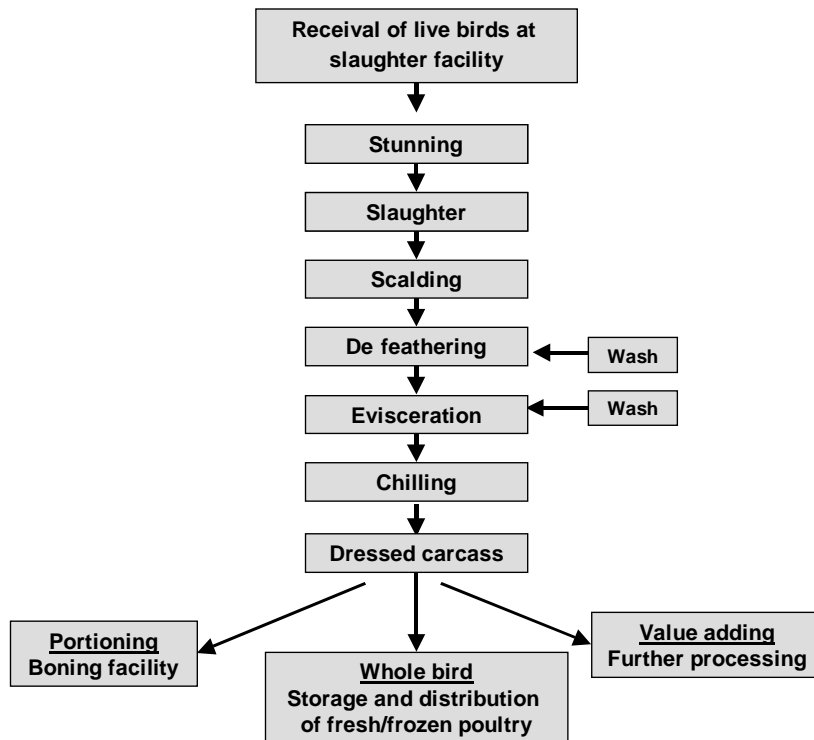 Receival of live birds at
slaughter facility
Stunning
Slaughter
Scalding
De feathering
Wash
Evisceration
Wash
Chilling
Dressed carcass
Portioning
Boning facility
Whole bird
Storage and distribution
of fresh/frozen poultry
Value adding
Further processing